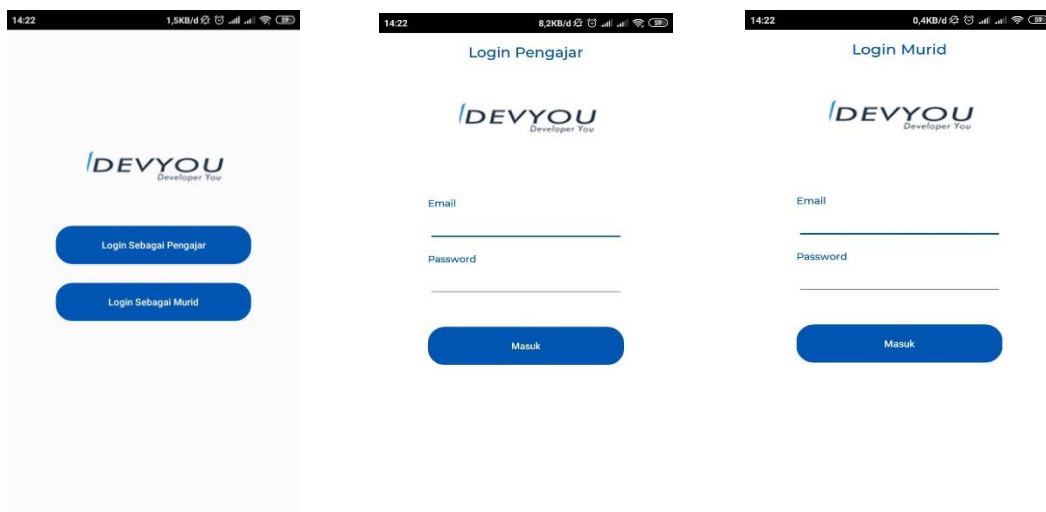 14:22 1,5KB/d 59
DEVYOU
Developer You
Login Sebagai Pengajar
Login Sebagai Murid
14:22 8,2KB/d 59
Login Pengajar
DEVYOU
Developer You
Email
Password
Masuk
14:22 0,4KB/d 59
Login Murid
DEVYOU
Developer You
Email
Password
Masuk